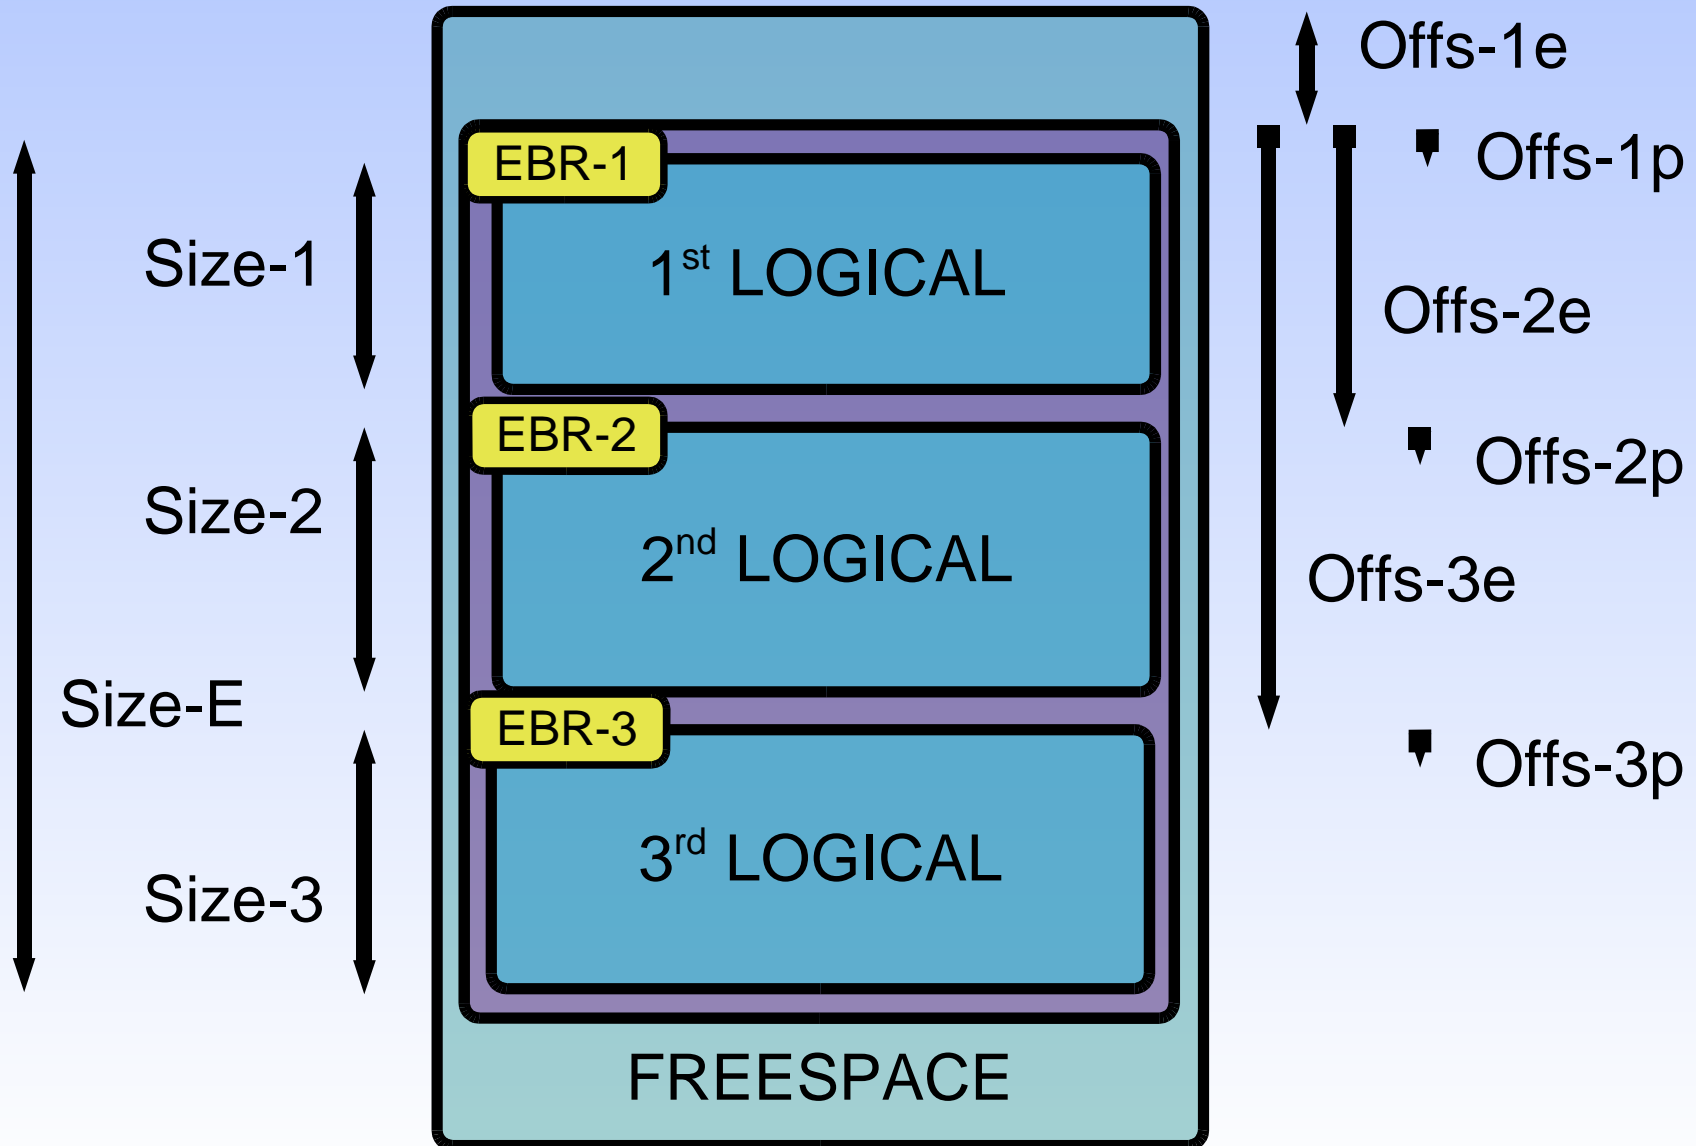 Offs-1e
EBR-1
Offs-1p
Size-1
1st LOGICAL
Offs-2e
EBR-2
Offs-2p
Size-2
2nd LOGICAL
Offs-3e
Size-E
EBR-3
Offs-3p
3rd LOGICAL
Size-3
FREESPACE